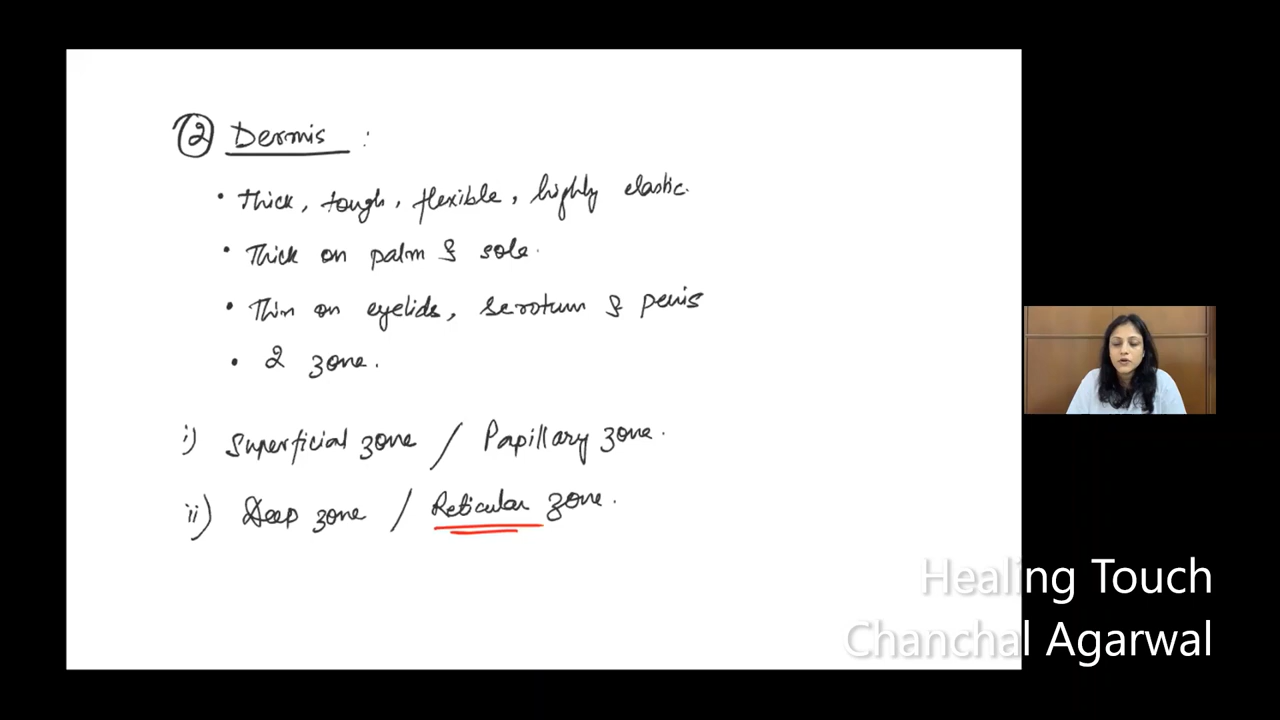 ② Dermis :
• Thick, tough, flexible, highly elastic.
• Thick on palm & sole.
• Thin on eyelids, scrotum & penis
• 2 zone.
i) Superficial zone / Papillary zone.
ii) Deep zone / Reticular zone.
Healing Touch
Chanchal Agarwal